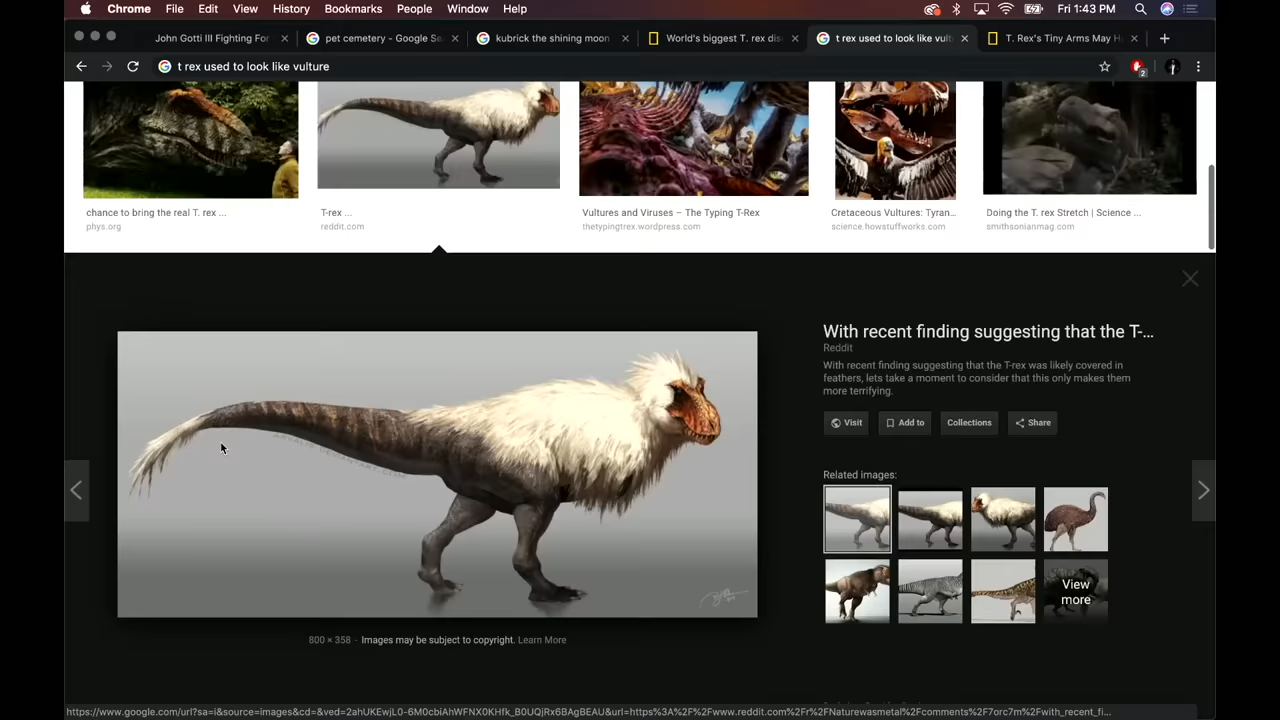 Chrome File Edit View History Bookmarks People Window Help Fri 1:43 PM
John Gotti III Fighting For
pet cemetery - Google Se
kubrick the shining moon
World's biggest T. rex dis
t rex used to look like vult
T. Rex's Tiny Arms May H
t rex used to look like vulture
2
chance to bring the real T. rex ...
phys.org
T-rex ...
reddit.com
Vultures and Viruses – The Typing T-Rex
thetypingtrex.wordpress.com
Cretaceous Vultures: Tyran...
science.howstuffworks.com
Doing the T. rex Stretch | Science ...
smithsonianmag.com
With recent finding suggesting that the T-...
Reddit
With recent finding suggesting that the T-rex was likely covered in
feathers, lets take a moment to consider that this only makes them
more terrifying.
Visit
Add to
Collections
Share
Related images:
View
more
800 × 358 - Images may be subject to copyright. Learn More